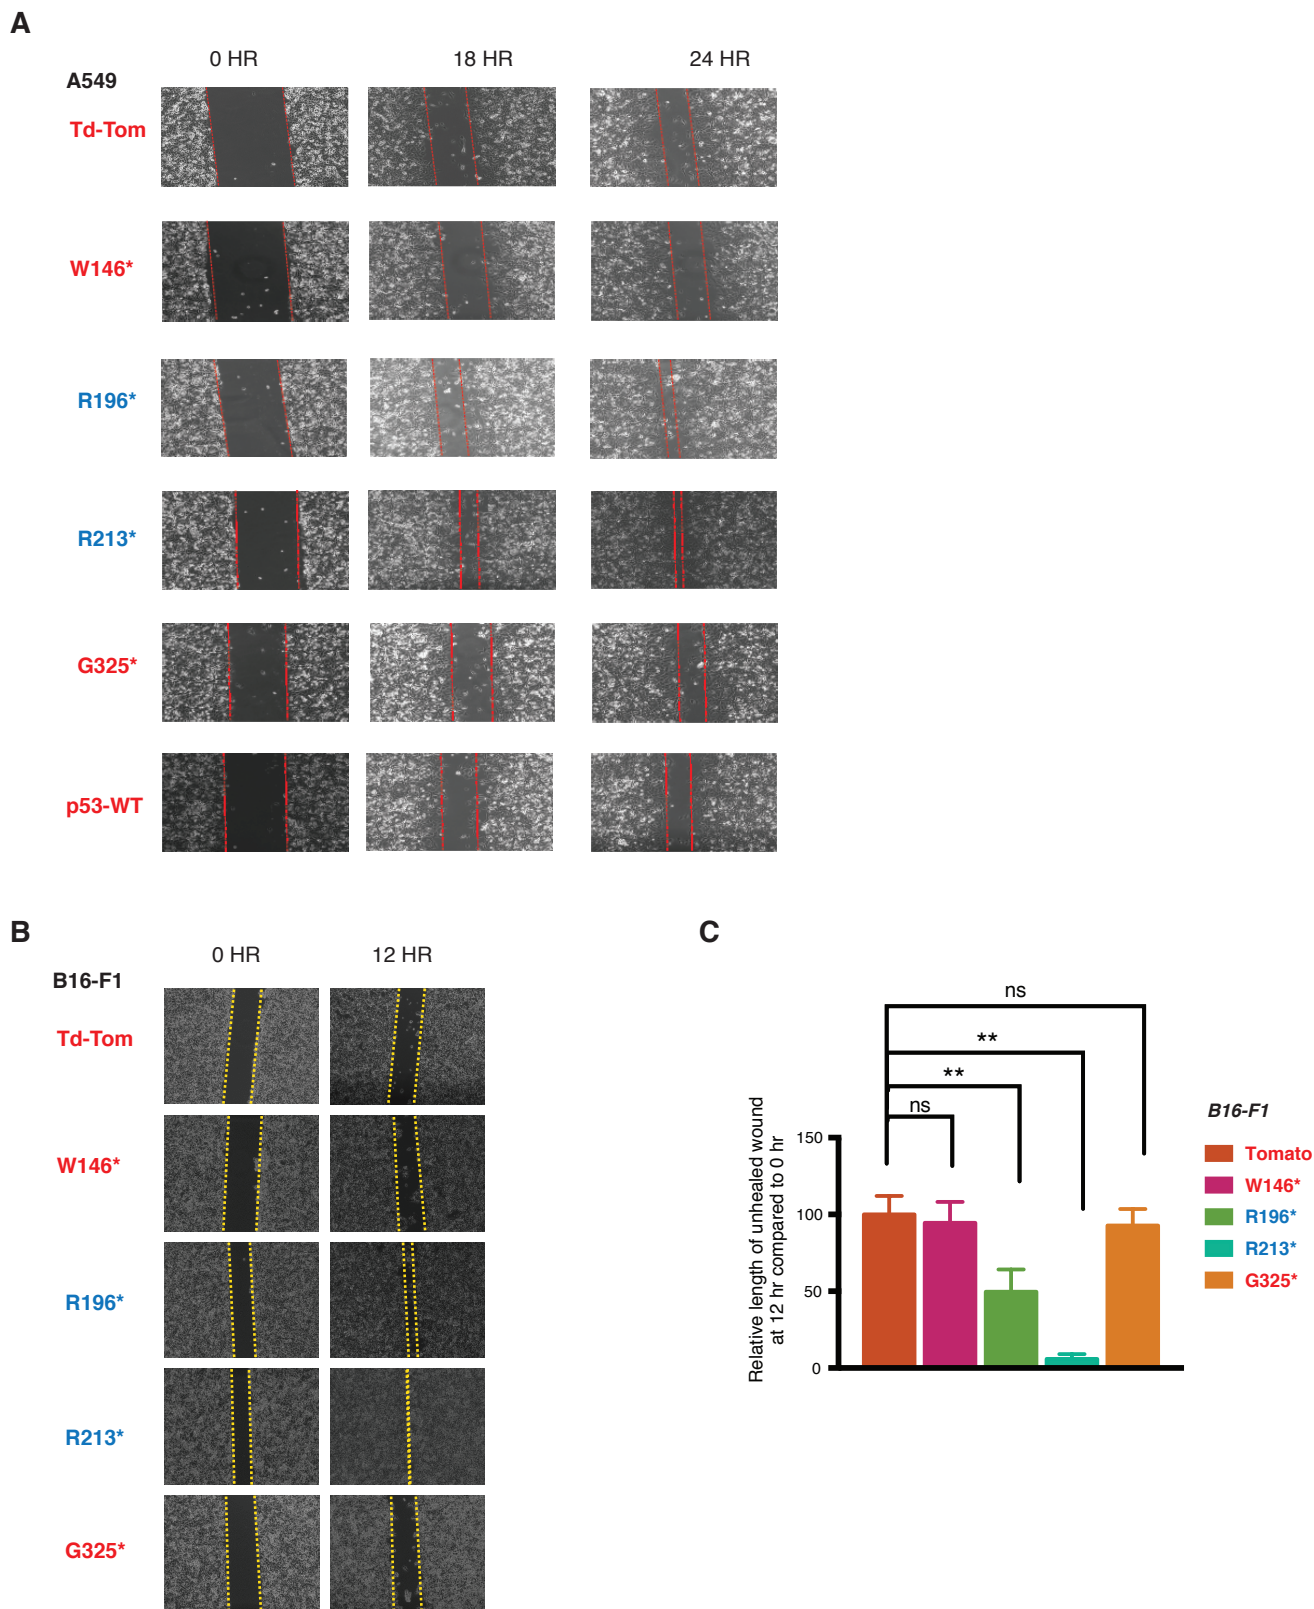 A
0 HR 18 HR 24 HR
A549
Td-Tom
W146*
R196*
R213*
G325*
p53-WT
B
0 HR 12 HR
B16-F1
Td-Tom
W146*
R196*
R213*
G325*
C
ns
**
**
ns
Relative length of unhealed wound
at 12 hr compared to 0 hr
150
100
50
0
B16-F1
Tomato
W146*
R196*
R213*
G325*